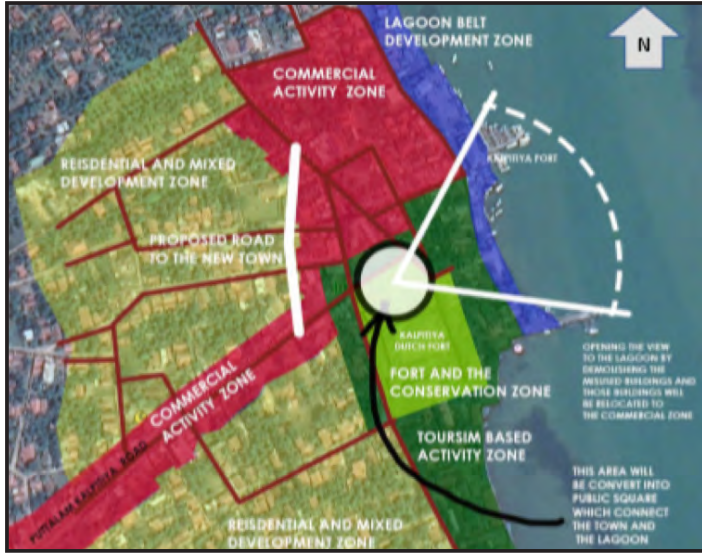 LAGOON BELT
DEVELOPMENT ZONE
N
COMMERCIAL
ACTIVITY ZONE
KALPITIYA PORT
REISDENTIAL AND MIXED
DEVELOPMENT ZONE
PROPOSED ROAD
TO THE NEW TOWN
KALPITIYA
DUTCH FORT
OPENING THE VIEW
TO THE LAGOON BY
DEMOLISHING THE
MISUSED BUILDINGS AND
THOSE BUILDINGS WILL
BE RELOCATED TO
THE COMMERCIAL ZONE
COMMERCIAL
ACTIVITY ZONE
FORT AND THE
CONSERVATION ZONE
TOURSIM BASED
ACTIVITY ZONE
PUTTALAM KALPITIYA ROAD
THIS AREA WILL
BE CONVERT INTO
PUBLIC SQUARE
WHICH CONNECT
THE TOWN AND
THE LAGOON
REISDENTIAL AND MIXED
DEVELOPMENT ZONE